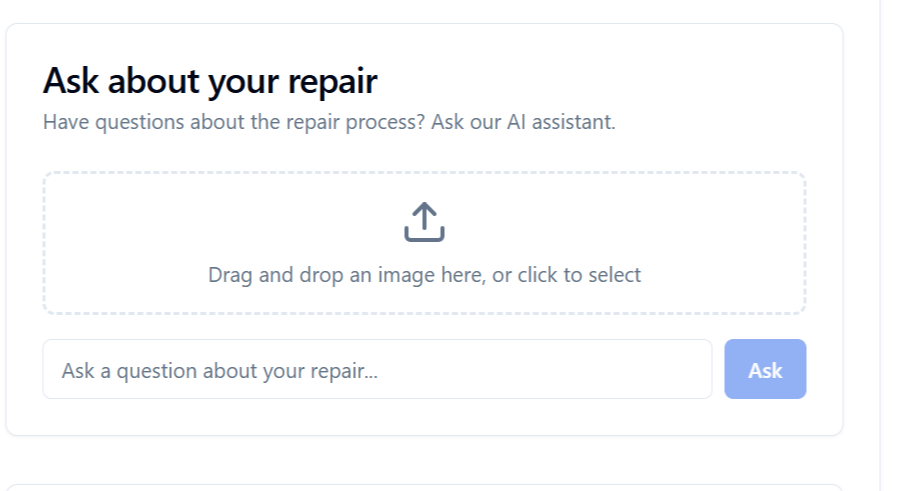 Ask about your repair
Have questions about the repair process? Ask our AI assistant.
Drag and drop an image here, or click to select
Ask a question about your repair...
Ask